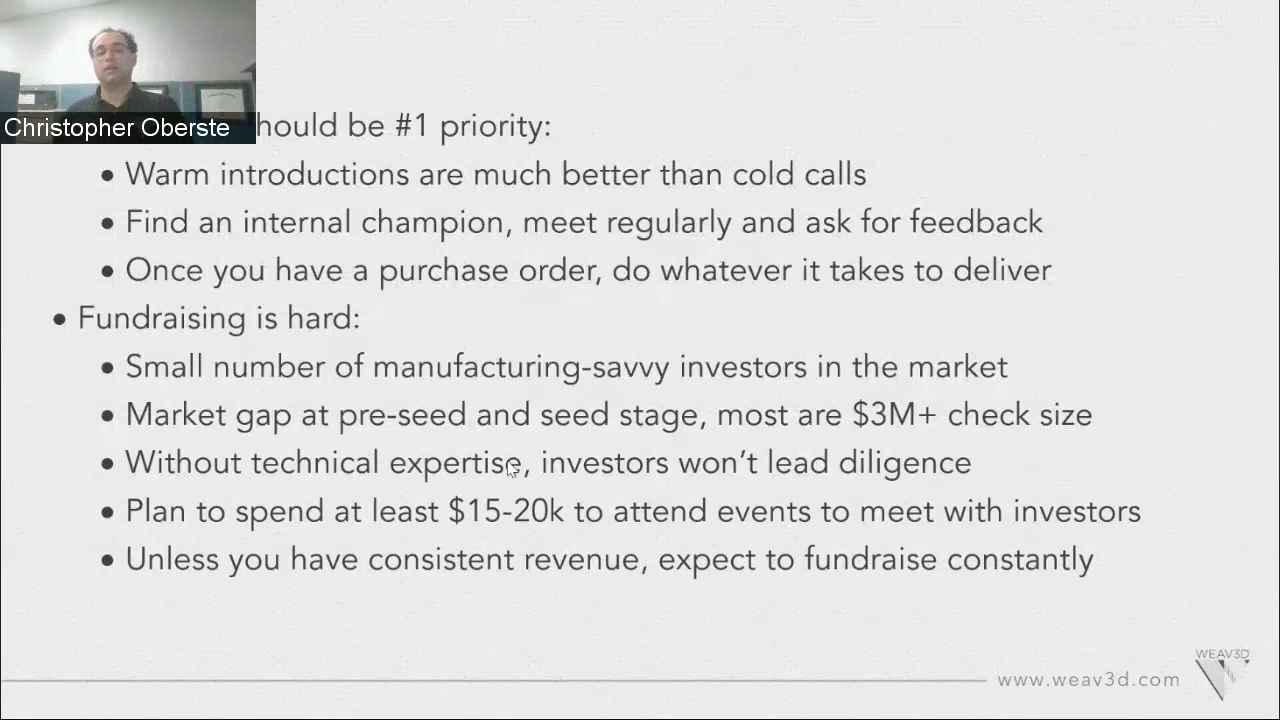 Christopher Oberste
hould be #1 priority:
• Warm introductions are much better than cold calls
• Find an internal champion, meet regularly and ask for feedback
• Once you have a purchase order, do whatever it takes to deliver
• Fundraising is hard:
• Small number of manufacturing-savvy investors in the market
• Market gap at pre-seed and seed stage, most are $3M+ check size
• Without technical expertise, investors won’t lead diligence
• Plan to spend at least $15-20k to attend events to meet with investors
• Unless you have consistent revenue, expect to fundraise constantly
WEAV3D
www.weav3d.com